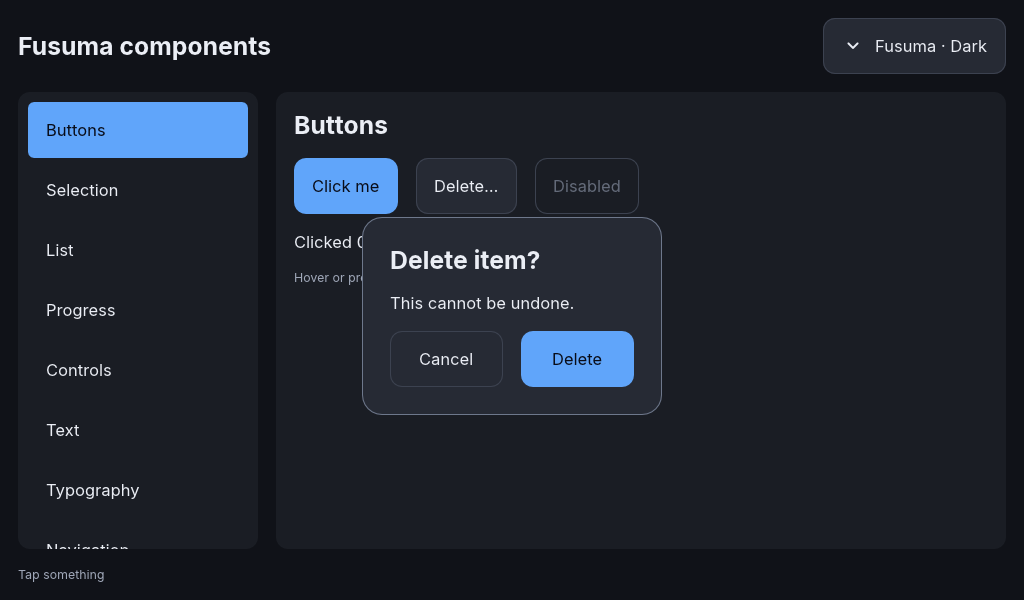 Fusuma components
Fusuma · Dark
Buttons
Selection
List
Progress
Controls
Text
Typography
Navigation
Buttons
Click me
Delete...
Disabled
Clicked
Hover or
Delete item?
This cannot be undone.
Cancel
Delete
Tap something